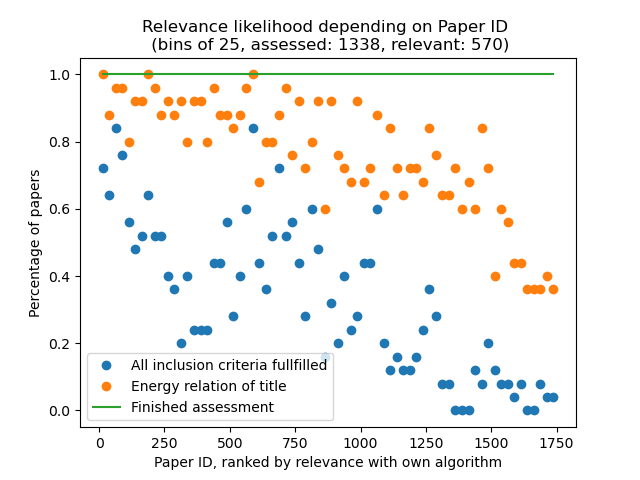 Relevance likelihood depending on Paper ID
(bins of 25, assessed: 1338, relevant: 570)
Percentage of papers
1.0
0.8
0.6
0.4
0.2
0.0
All inclusion criteria fullfilled
Energy relation of title
Finished assessment
0 250 500 750 1000 1250 1500 1750
Paper ID, ranked by relevance with own algorithm